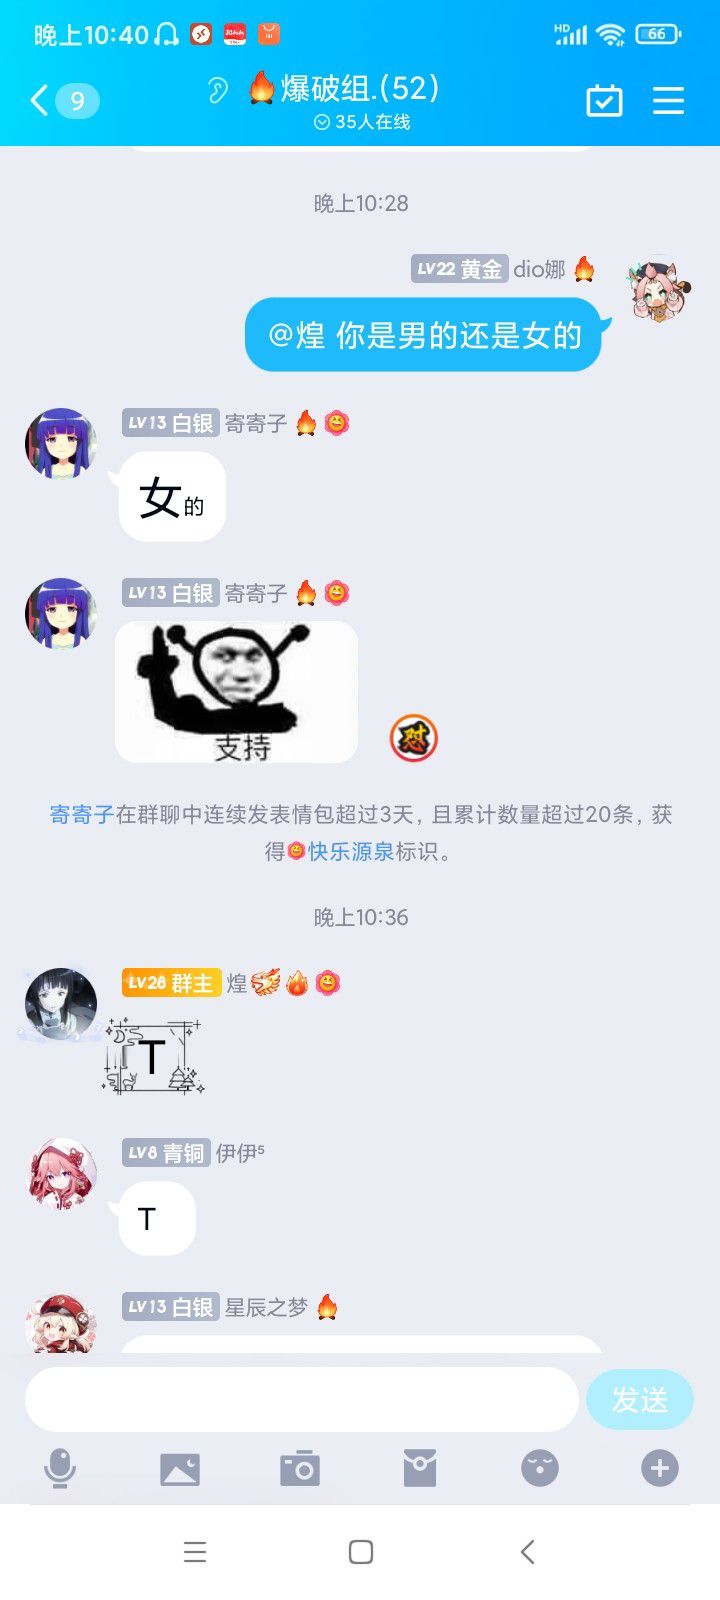 晚上10:40
HD
66
9
🔥爆破组.(52)
35人在线
晚上10:28
LV22 黄金 dio娜 🔥
@煌 你是男的还是女的
LV13 白银 寄寄子 🔥
女的
LV13 白银 寄寄子 🔥
支持
怼
寄寄子在群聊中连续发表情包超过3天，且累计数量超过20条，获
得快乐源泉标识。
晚上10:36
LV28 群主 煌 🔥
T
LV8 青铜 伊伊⁵
T
LV13 白银 星辰之梦 🔥
发送